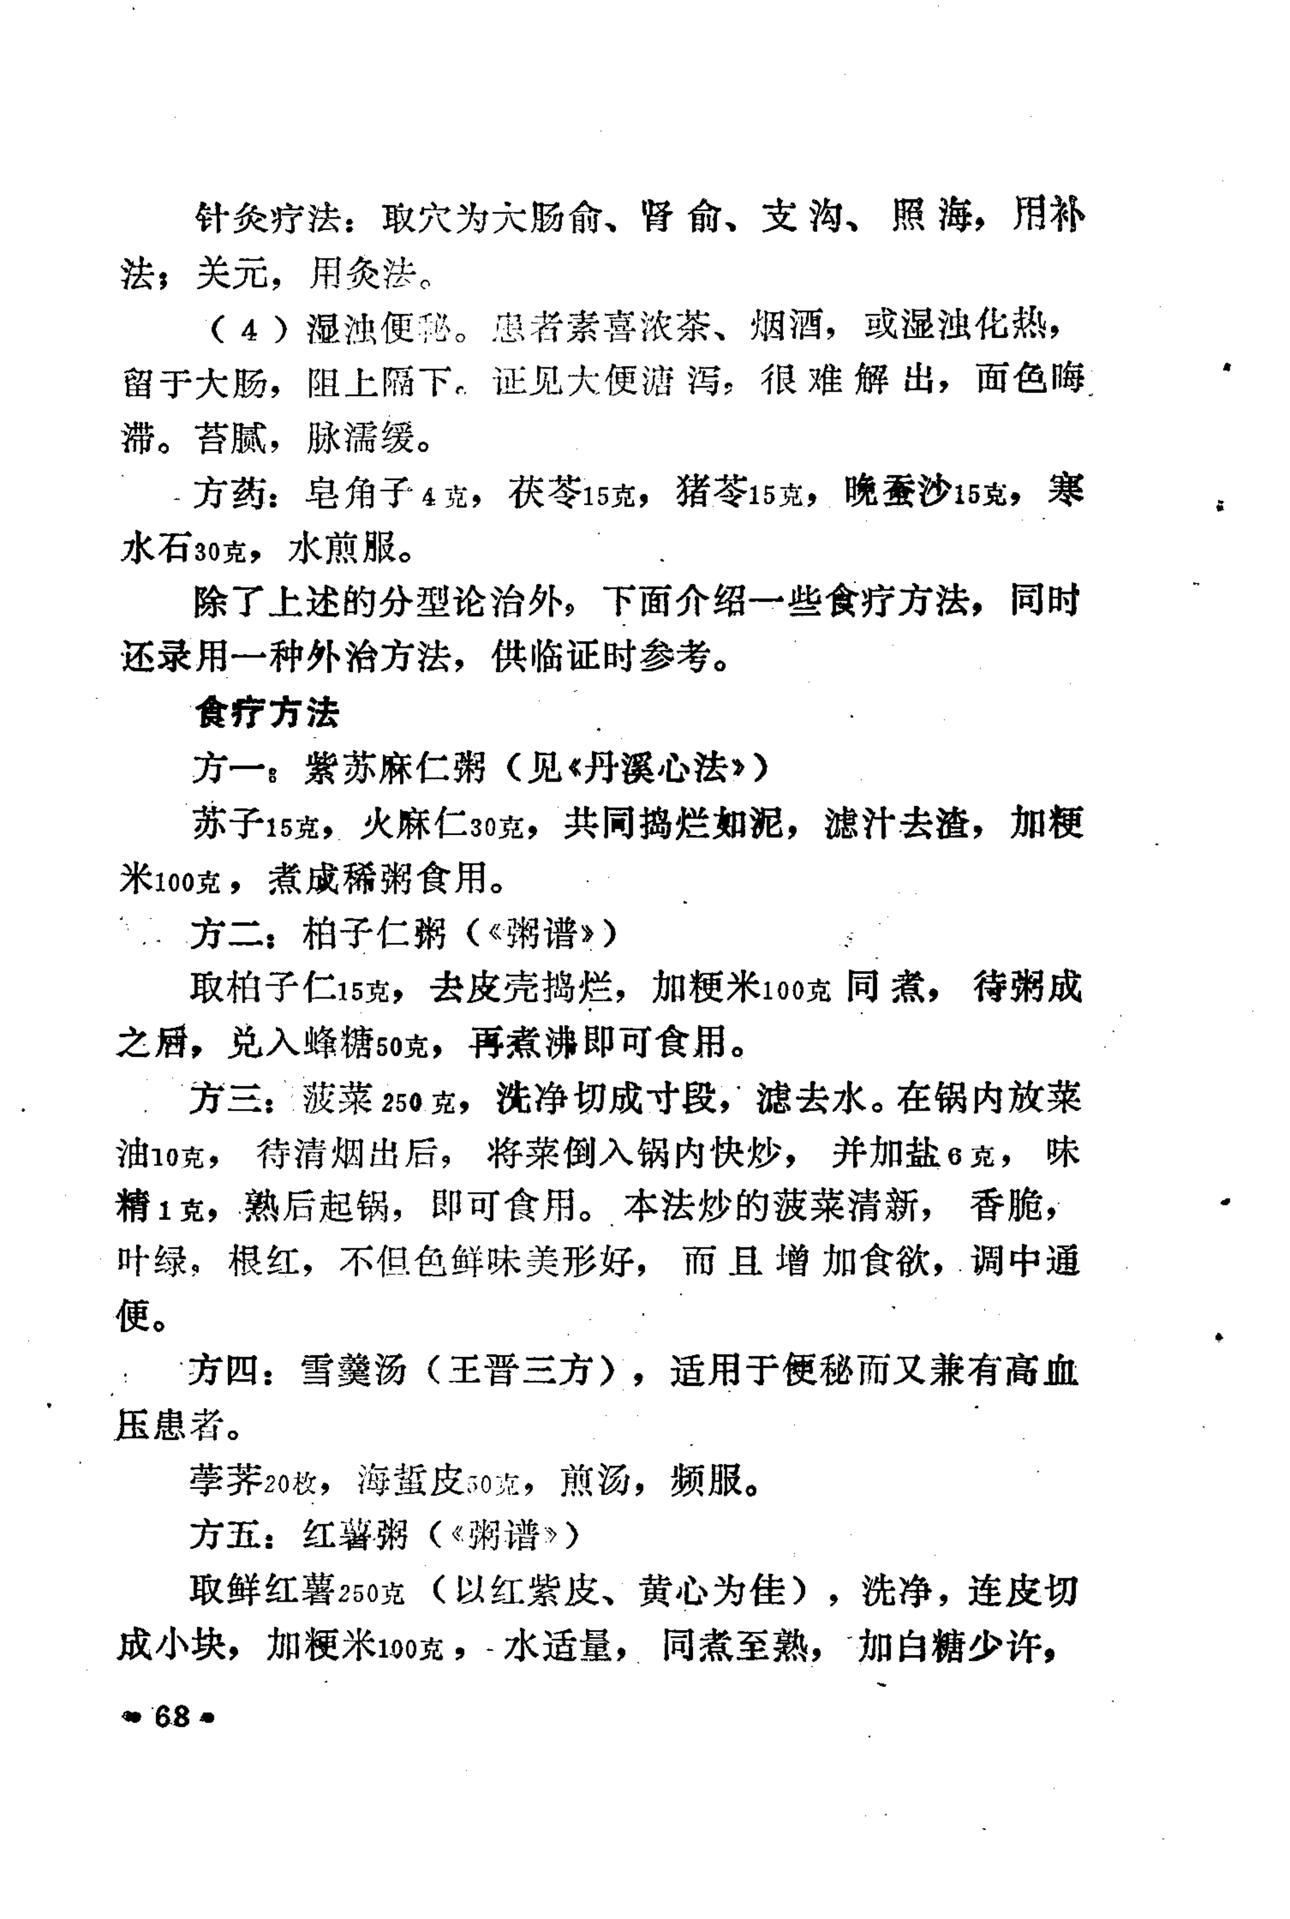 针灸疗法：取穴为大肠俞、肾俞、支沟、照海，用补
法；关元，用灸法。
（4）湿浊便秘。患者素喜浓茶、烟酒，或湿浊化热，
留于大肠，阻上隔下。证见大便溏泻，很难解出，面色晦
滞。苔腻，脉濡缓。
方药：皂角子4克，茯苓15克，猪苓15克，晚蚕沙15克，寒
水石30克，水煎服。
除了上述的分型论治外，下面介绍一些食疗方法，同时
还录用一种外治方法，供临证时参考。
食疗方法
方一：紫苏麻仁粥（见《丹溪心法》）
苏子15克，火麻仁30克，共同捣烂如泥，滤汁去渣，加粳
米100克，煮成稀粥食用。
方二：柏子仁粥（《粥谱》）
取柏子仁15克，去皮壳捣烂，加粳米100克同煮，待粥成
之后，兑入蜂糖50克，再煮沸即可食用。
方三：菠菜250克，洗净切成寸段，滤去水。在锅内放菜
油10克，待清烟出后，将菜倒入锅内快炒，并加盐6克，味
精1克，熟后起锅，即可食用。本法炒的菠菜清新，香脆，
叶绿，根红，不但色鲜味美形好，而且增加食欲，调中通
便。
方四：雪羹汤（王晋三方），适用于便秘而又兼有高血
压患者。
荸荠20枚，海蜇皮50克，煎汤，频服。
方五：红薯粥（《粥谱》）
取鲜红薯250克（以红紫皮、黄心为佳），洗净，连皮切
成小块，加粳米100克，水适量，同煮至熟，加白糖少许，
•68•